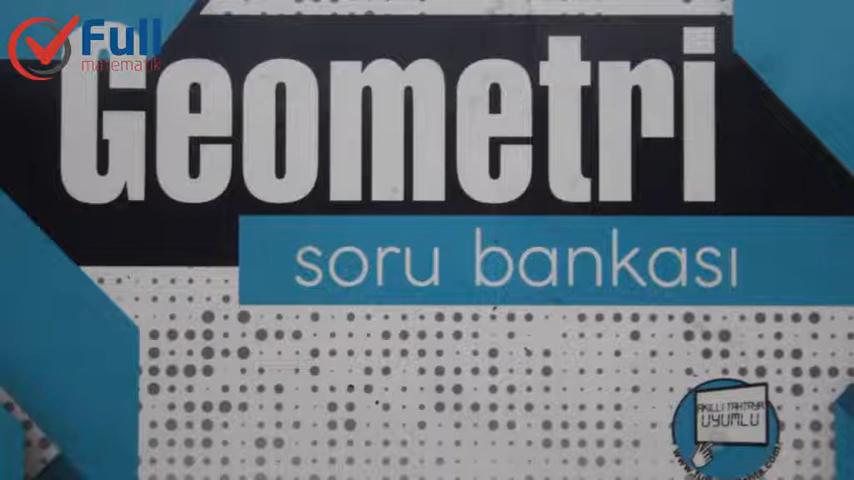 Full
matematik
Geometri
soru bankası
AKILLI TAHTAYA
UYUMLU